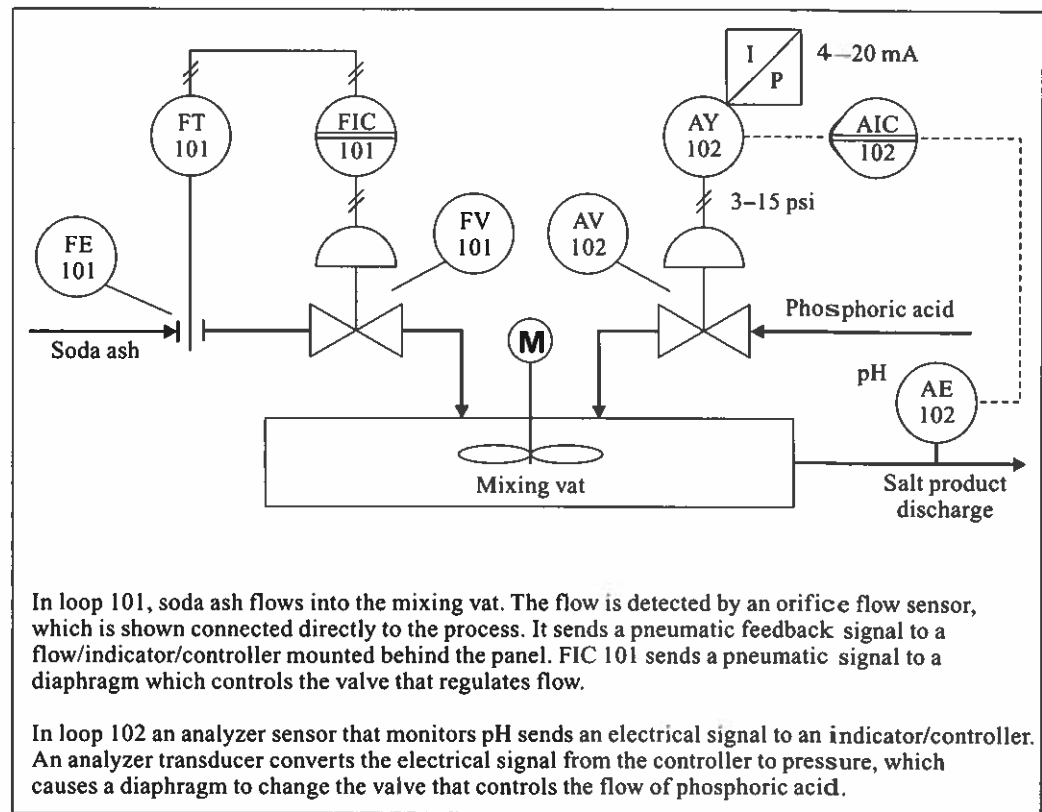 I
P
4–20 mA
FT
101
FIC
101
AY
102
AIC
102
3–15 psi
FE
101
FV
101
AV
102
Phosphoric acid
Soda ash
M
pH
AE
102
Mixing vat
Salt product
discharge
In loop 101, soda ash flows into the mixing vat. The flow is detected by an orifice flow sensor,
which is shown connected directly to the process. It sends a pneumatic feedback signal to a
flow/indicator/controller mounted behind the panel. FIC 101 sends a pneumatic signal to a
diaphragm which controls the valve that regulates flow.
In loop 102 an analyzer sensor that monitors pH sends an electrical signal to an indicator/controller.
An analyzer transducer converts the electrical signal from the controller to pressure, which
causes a diaphragm to change the valve that controls the flow of phosphoric acid.